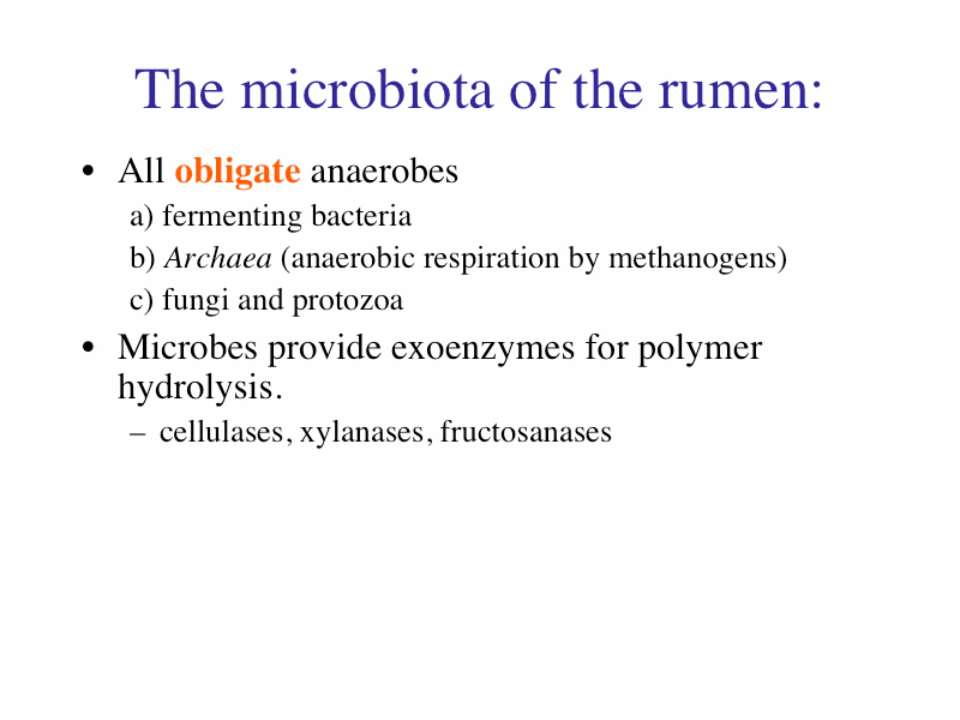 The microbiota of the rumen:
• All obligate anaerobes
a) fermenting bacteria
b) Archaea (anaerobic respiration by methanogens)
c) fungi and protozoa
• Microbes provide exoenzymes for polymer
hydrolysis.
– cellulases, xylanases, fructosanases